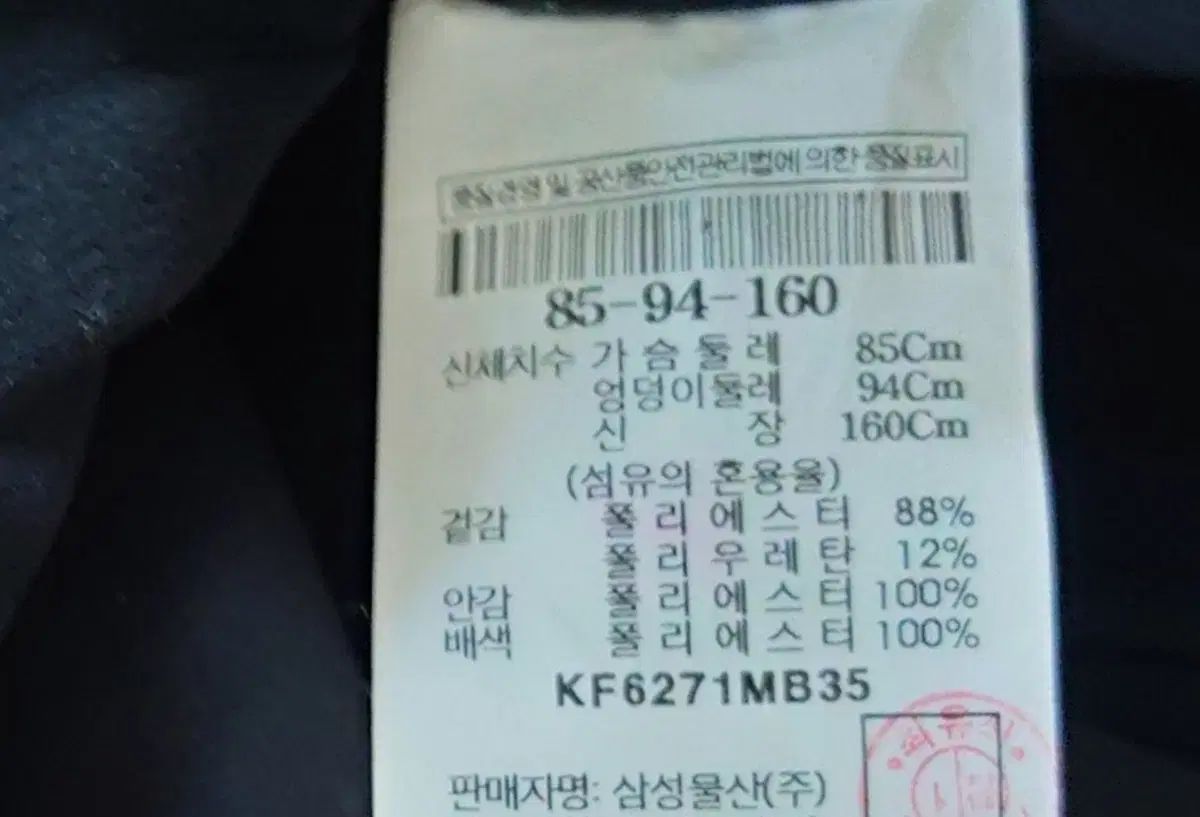 품질경영 및 공산품안전관리법에 의한 품질표시
85-94-160
신체치수 가 슴 둘 레 85Cm
엉덩이둘레 94Cm
신 장 160Cm
(섬유의 혼용율)
겉감 폴 리 에 스 터 88%
폴 리 우 레 탄 12%
안감 폴 리 에 스 터 100%
배색 폴 리 에 스 터 100%
KF6271MB35
판매자명: 삼성물산(주)